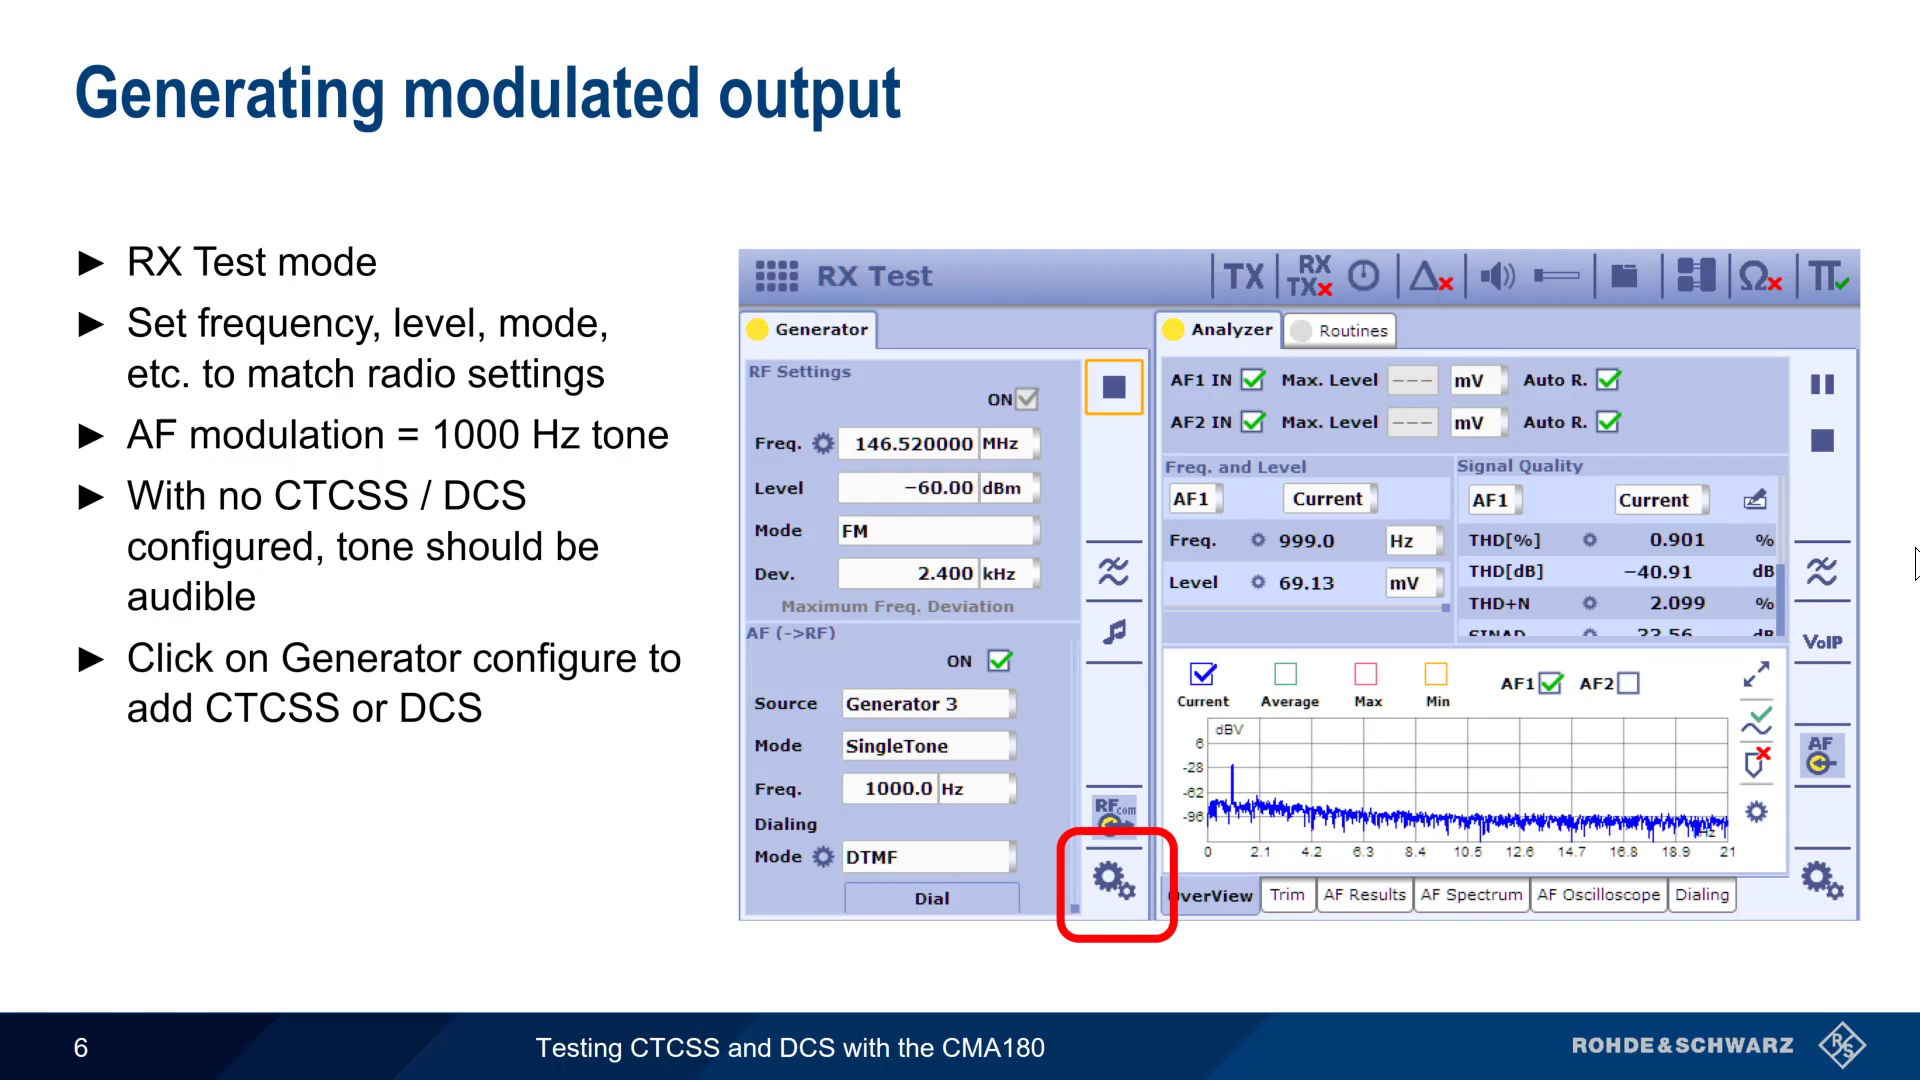 Generating modulated output
► RX Test mode
► Set frequency, level, mode,
etc. to match radio settings
► AF modulation = 1000 Hz tone
► With no CTCSS / DCS
configured, tone should be
audible
► Click on Generator configure to
add CTCSS or DCS
RX Test
TX
RX
TX
Generator
RF Settings
ON
Freq. 146.520000 MHz
Level −60.00 dBm
Mode FM
Dev. 2.400 kHz
Maximum Freq. Deviation
AF (->RF)
ON
Source Generator 3
Mode SingleTone
Freq. 1000.0 Hz
Dialing
Mode DTMF
Dial
RFcom
Analyzer Routines
AF1 IN Max. Level --- mV Auto R.
AF2 IN Max. Level --- mV Auto R.
Freq. and Level
AF1 Current
Freq. 999.0 Hz
Level 69.13 mV
Signal Quality
AF1 Current
THD[%] 0.901 %
THD[dB] −40.91 dB
THD+N 2.099 %
SINAD 33.56 dB
Current Average Max Min AF1 AF2
dBV
6
-28
-62
-96
Hz
0 2.1 4.2 6.3 8.4 10.5 12.6 14.7 16.8 18.9 21
VoIP
AF
OverView Trim AF Results AF Spectrum AF Oscilloscope Dialing
6 Testing CTCSS and DCS with the CMA180 ROHDE&SCHWARZ
R&S